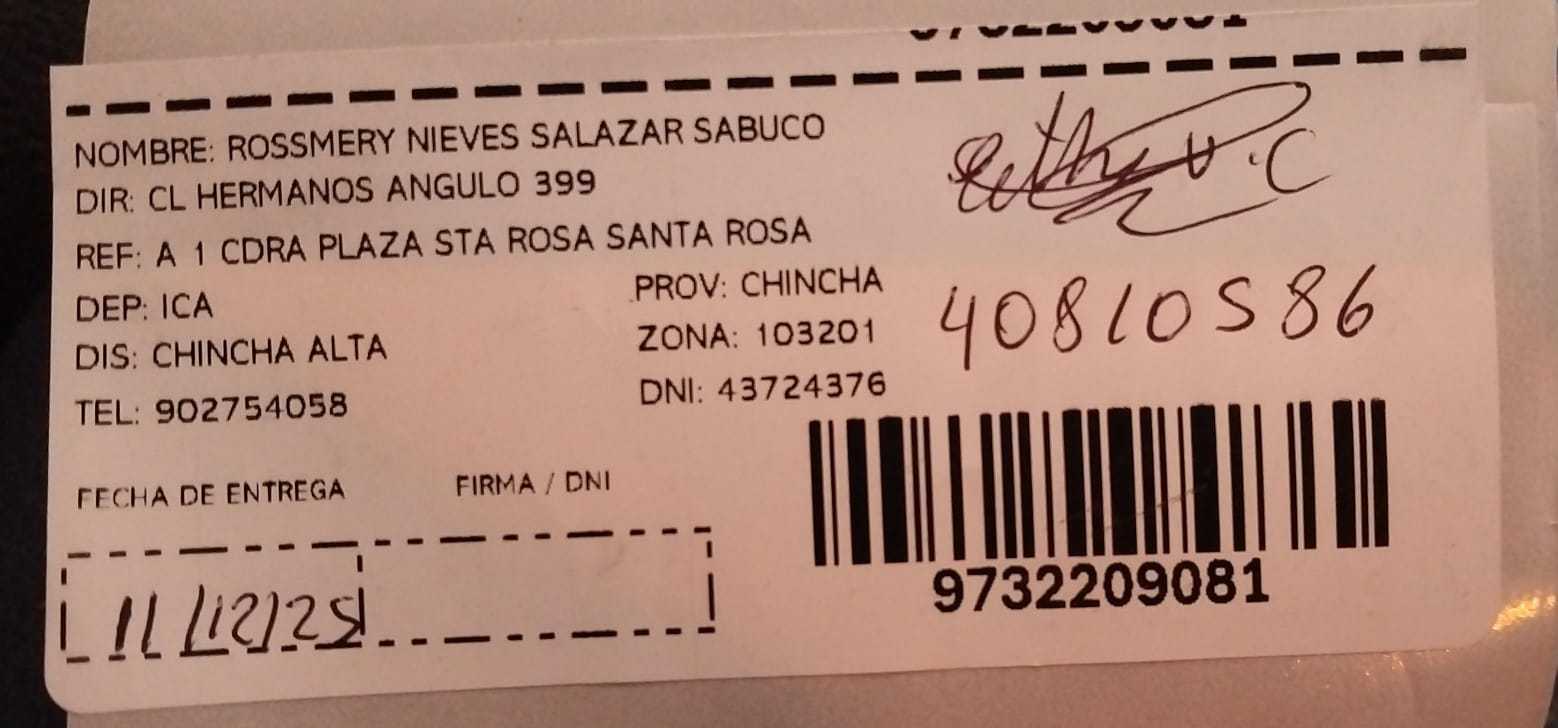 NOMBRE: ROSSMERY NIEVES SALAZAR SABUCO
DIR: CL HERMANOS ANGULO 399
REF: A 1 CDRA PLAZA STA ROSA SANTA ROSA
DEP: ICA PROV: CHINCHA
DIS: CHINCHA ALTA ZONA: 103201
TEL: 902754058 DNI: 43724376
40810586
FECHA DE ENTREGA FIRMA / DNI
11/12/25
9732209081